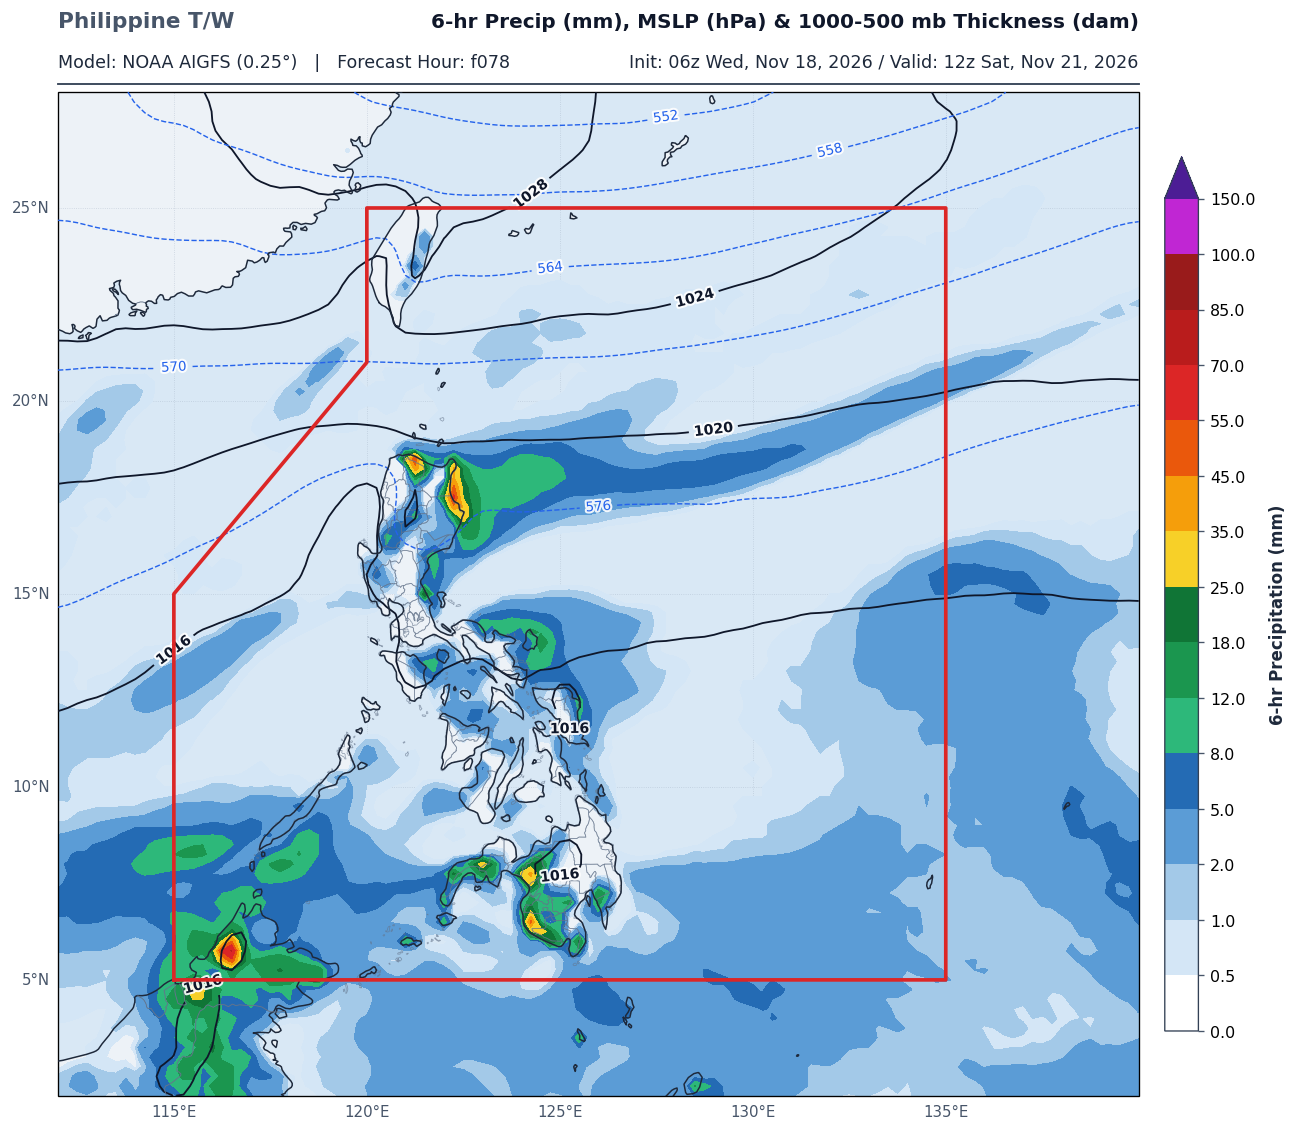 Philippine T/W
6-hr Precip (mm), MSLP (hPa) & 1000-500 mb Thickness (dam)
Model: NOAA AIGFS (0.25°) | Forecast Hour: f078
Init: 06z Wed, Nov 18, 2026 / Valid: 12z Sat, Nov 21, 2026
552
558
1028
25°N
564
1024
570
20°N
1020
576
15°N
1016
1016
10°N
1016
5°N
1016
115°E
120°E
125°E
130°E
135°E
150.0
100.0
85.0
70.0
55.0
45.0
35.0
25.0
18.0
12.0
8.0
5.0
2.0
1.0
0.5
0.0
6-hr Precipitation (mm)